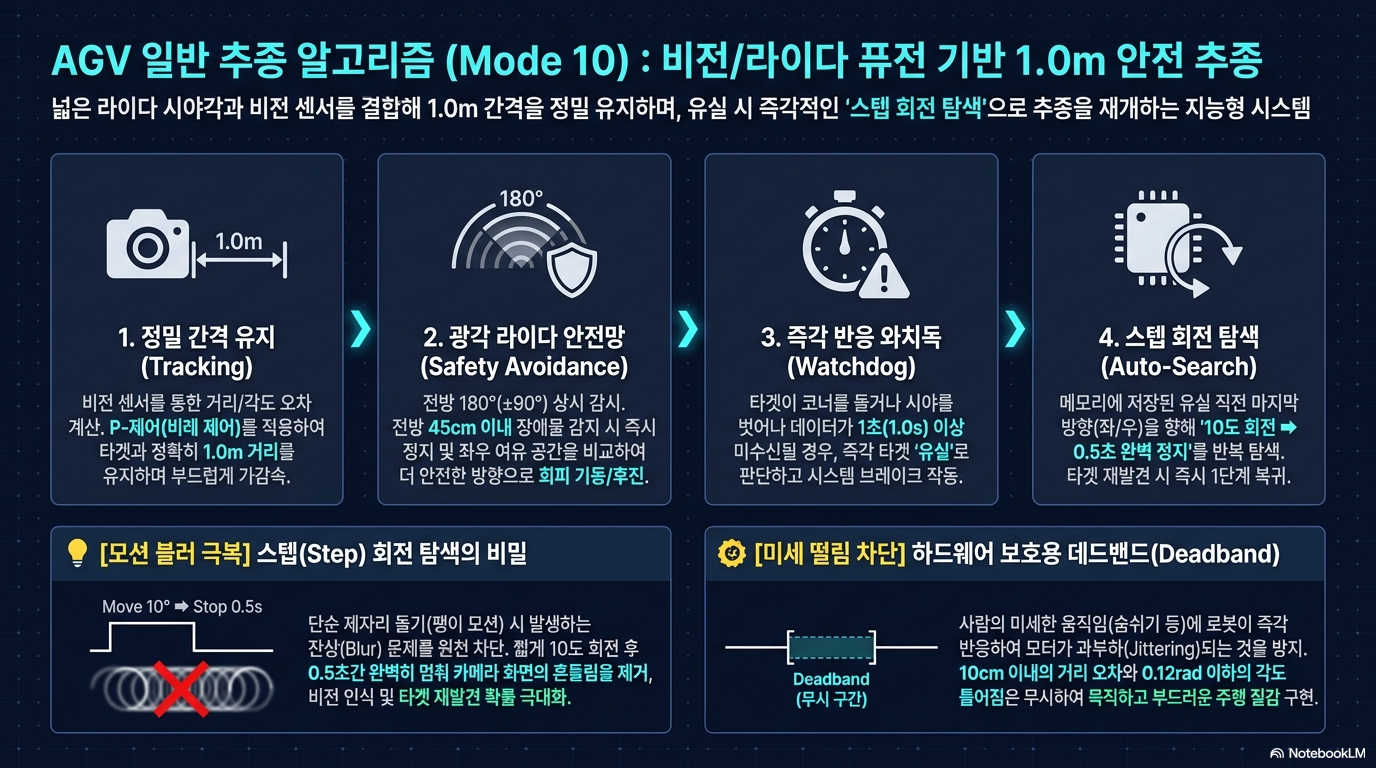 AGV 일반 추종 알고리즘 (Mode 10) : 비전/라이다 퓨전 기반 1.0m 안전 추종
넓은 라이다 시야각과 비전 센서를 결합해 1.0m 간격을 정밀 유지하며, 유실 시 즉각적인 ‘스텝 회전 탐색’으로 추종을 재개하는 지능형 시스템
1.0m
1. 정밀 간격 유지
(Tracking)
비전 센서를 통한 거리/각도 오차
계산. P-제어(비례 제어)를 적용하여
타겟과 정확히 1.0m 거리를
유지하며 부드럽게 가감속.
180°
2. 광각 라이다 안전망
(Safety Avoidance)
전방 180°(±90°) 상시 감시.
전방 45cm 이내 장애물 감지 시 즉시
정지 및 좌우 여유 공간을 비교하여
더 안전한 방향으로 회피 기동/후진.
3. 즉각 반응 와치독
(Watchdog)
타겟이 코너를 돌거나 시야를
벗어나 데이터가 1초(1.0s) 이상
미수신될 경우, 즉각 타겟 ‘유실’로
판단하고 시스템 브레이크 작동.
4. 스텝 회전 탐색
(Auto-Search)
메모리에 저장된 유실 직전 마지막
방향(좌/우)을 향해 '10도 회전 ➡
0.5초 완벽 정지'를 반복 탐색.
타겟 재발견 시 즉시 1단계 복귀.
[모션 블러 극복] 스텝(Step) 회전 탐색의 비밀
Move 10° ➡ Stop 0.5s
단순 제자리 돌기(팽이 모션) 시 발생하는
잔상(Blur) 문제를 원천 차단. 짧게 10도 회전 후
0.5초간 완벽히 멈춰 카메라 화면의 흔들림을 제거,
비전 인식 및 타겟 재발견 확률 극대화.
[미세 떨림 차단] 하드웨어 보호용 데드밴드(Deadband)
Deadband
(무시 구간)
사람의 미세한 움직임(숨쉬기 등)에 로봇이 즉각
반응하여 모터가 과부하(Jittering)되는 것을 방지.
10cm 이내의 거리 오차와 0.12rad 이하의 각도
틀어짐은 무시하여 묵직하고 부드러운 주행 질감 구현.
NotebookLM